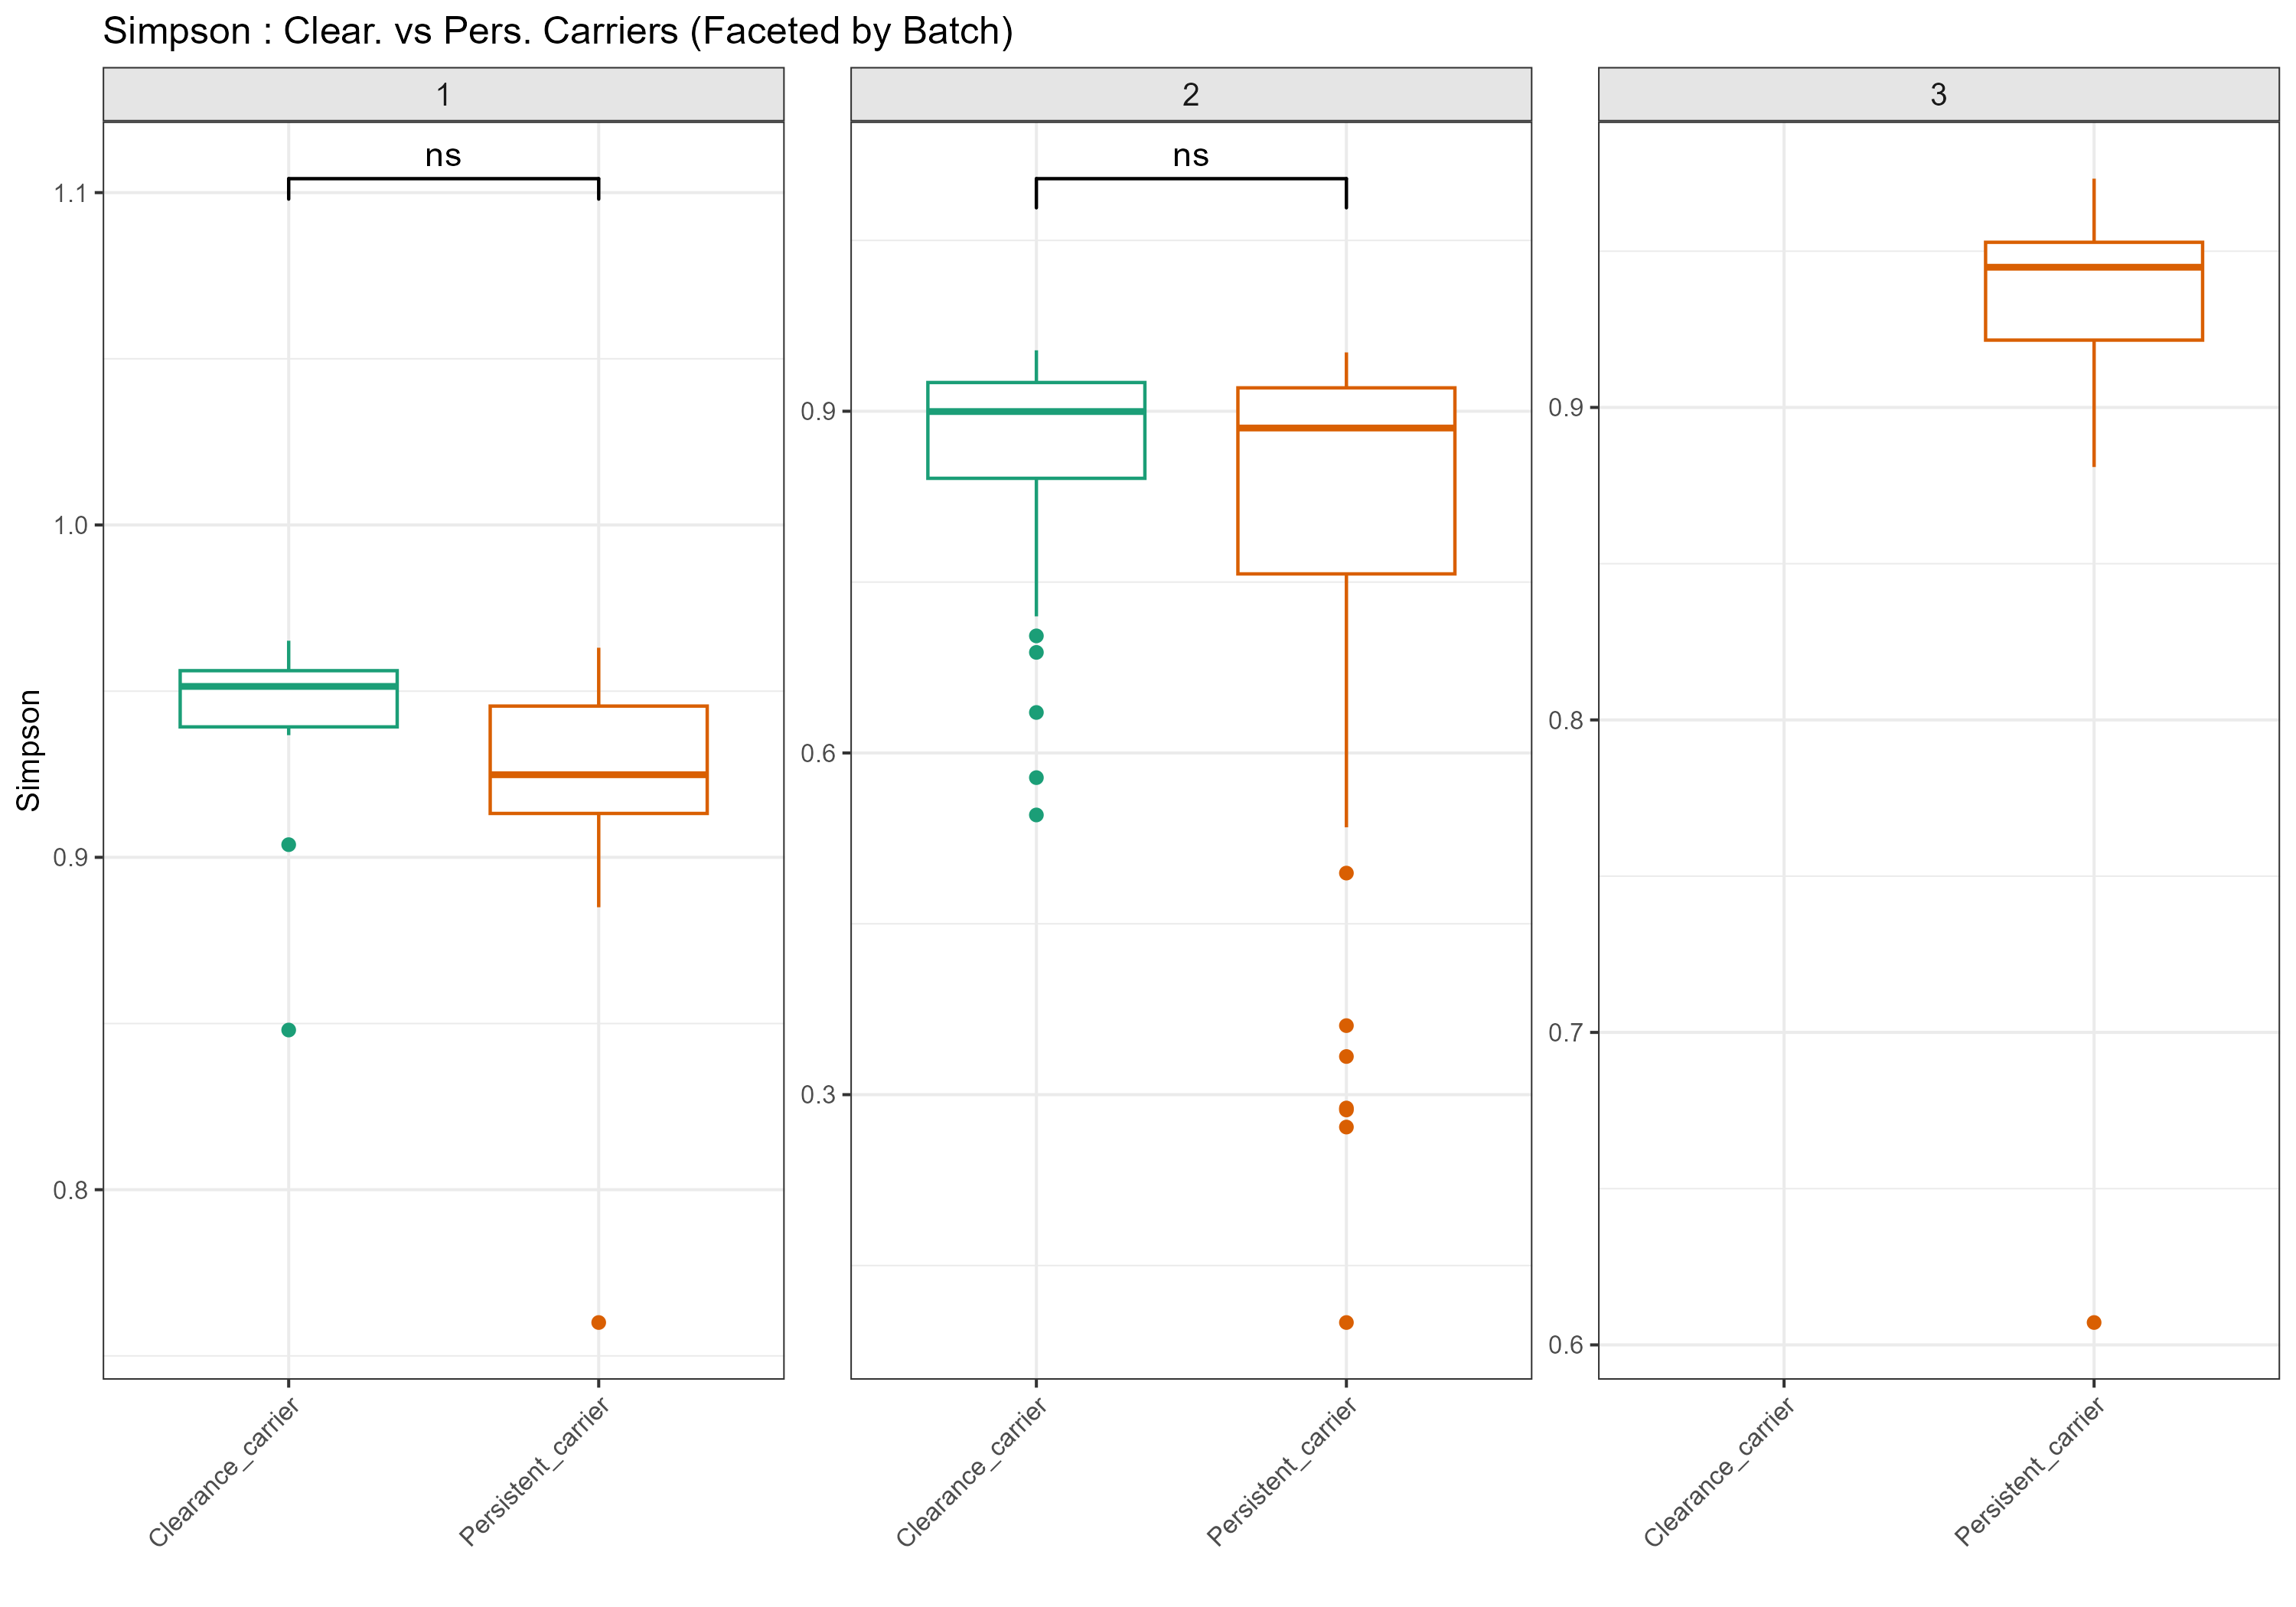 Simpson : Clear. vs Pers. Carriers (Faceted by Batch)
1
2
3
ns
ns
1.1
1.0
0.9
0.8
0.9
0.6
0.3
0.9
0.8
0.7
0.6
Simpson
Clearance_carrier
Persistent_carrier
Clearance_carrier
Persistent_carrier
Clearance_carrier
Persistent_carrier